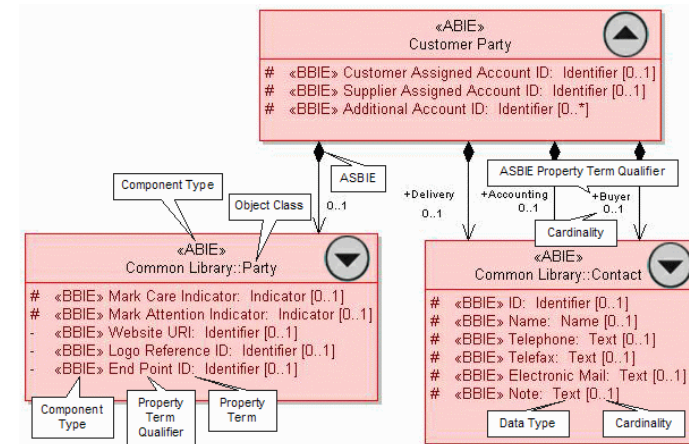 «ABIE»
Customer Party
# «BBIE» Customer Assigned Account ID: Identifier [0..1]
# «BBIE» Supplier Assigned Account ID: Identifier [0..1]
# «BBIE» Additional Account ID: Identifier [0..*]
Component Type
Object Class
ASBIE
0..1
+Delivery
0..1
+Accounting
0..1
ASBIE Property Term Qualifier
+Buyer
0..1
Cardinality
«ABIE»
Common Library::Party
# «BBIE» Mark Care Indicator: Indicator [0..1]
# «BBIE» Mark Attention Indicator: Indicator [0..1]
- «BBIE» Website URI: Identifier [0..1]
- «BBIE» Logo Reference ID: Identifier [0..1]
- «BBIE» End Point ID: Identifier [0..1]
Component
Type
Property
Term
Qualifier
Property
Term
«ABIE»
Common Library::Contact
# «BBIE» ID: Identifier [0..1]
# «BBIE» Name: Name [0..1]
# «BBIE» Telephone: Text [0..1]
# «BBIE» Telefax: Text [0..1]
# «BBIE» Electronic Mail: Text [0..1]
# «BBIE» Note: Text [0..1]
Data Type
Cardinality